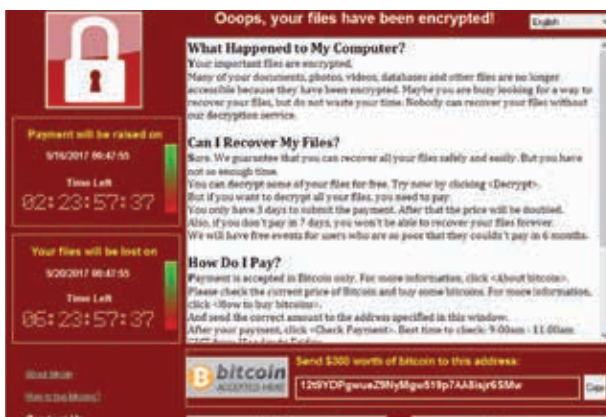 Ooops, your files have been encrypted!
English
What Happened to My Computer?
Your important files are encrypted.
Many of your documents, photos, videos, databases and other files are no longer
accessible because they have been encrypted. Maybe you are busy looking for a way to
recover your files, but do not waste your time. Nobody can recover your files without
our decryption service.
Can I Recover My Files?
Sure. We guarantee that you can recover all your files safely and easily. But you have
not so enough time.
You can decrypt some of your files for free. Try now by clicking <Decrypt>.
But if you want to decrypt all your files, you need to pay.
You only have 3 days to submit the payment. After that the price will be doubled.
Also, if you don't pay in 7 days, you won't be able to recover your files forever.
We will have free events for users who are so poor that they couldn't pay in 6 months.
How Do I Pay?
Payment is accepted in Bitcoin only. For more information, click <About bitcoin>.
Please check the current price of Bitcoin and buy some bitcoins. For more information,
click <How to buy bitcoins>.
And send the correct amount to the address specified in this window.
After your payment, click <Check Payment>. Best time to check: 9:00am - 11:00am
Payment will be raised on
5/16/2017 00:47:55
Time Left
02:23:57:37
Your files will be lost on
5/20/2017 00:47:55
Time Left
06:23:57:37
About bitcoin
How to buy bitcoins?
bitcoin
ACCEPTED HERE
Send $300 worth of bitcoin to this address:
Copy